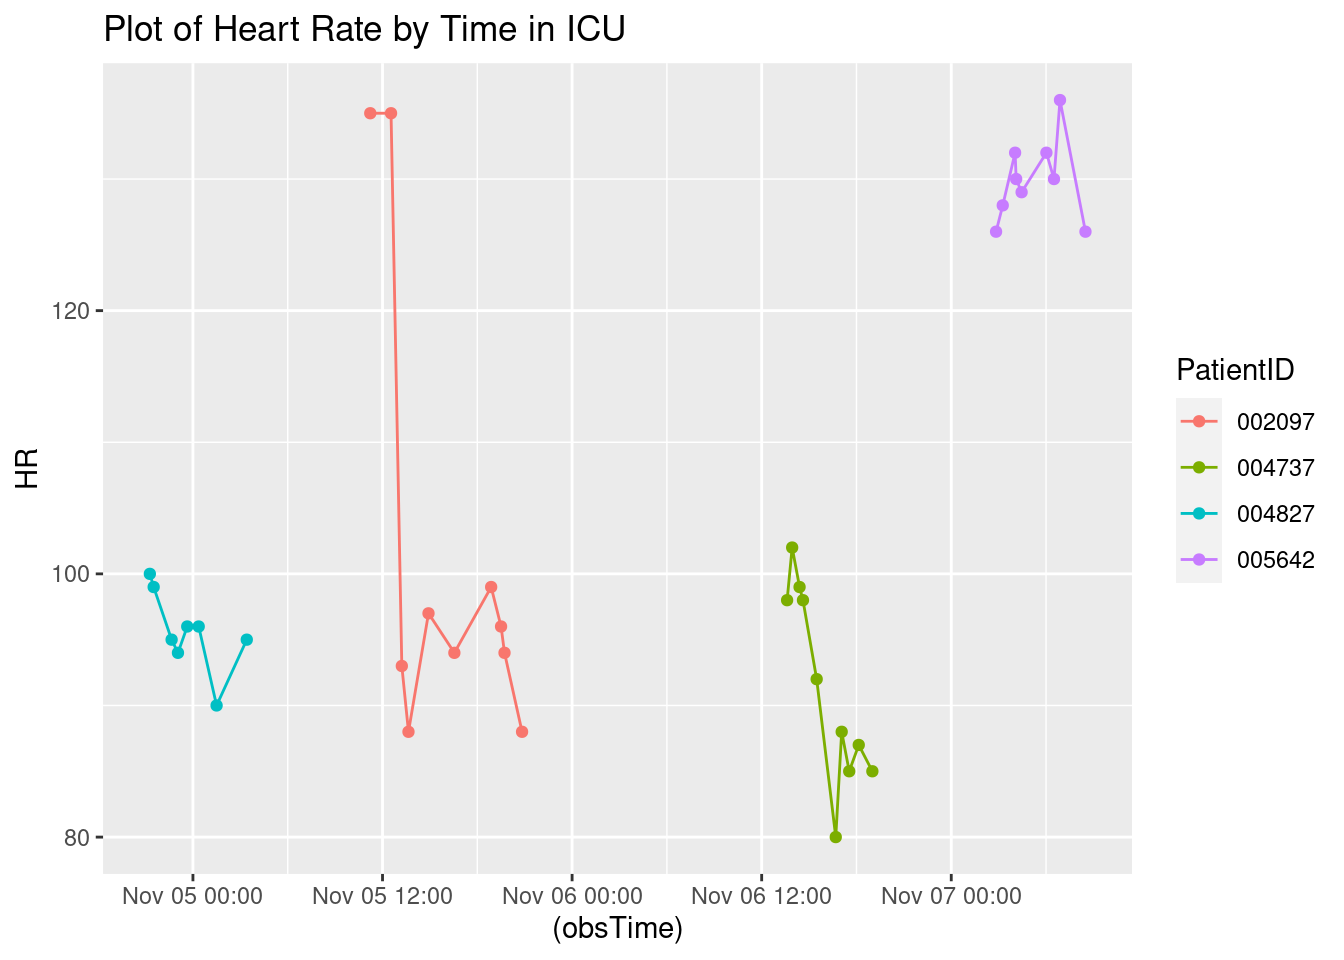 Plot of Heart Rate by Time in ICU
HR
120
100
80
Nov 05 00:00 Nov 05 12:00 Nov 06 00:00 Nov 06 12:00 Nov 07 00:00
(obsTime)
PatientID
002097
004737
004827
005642